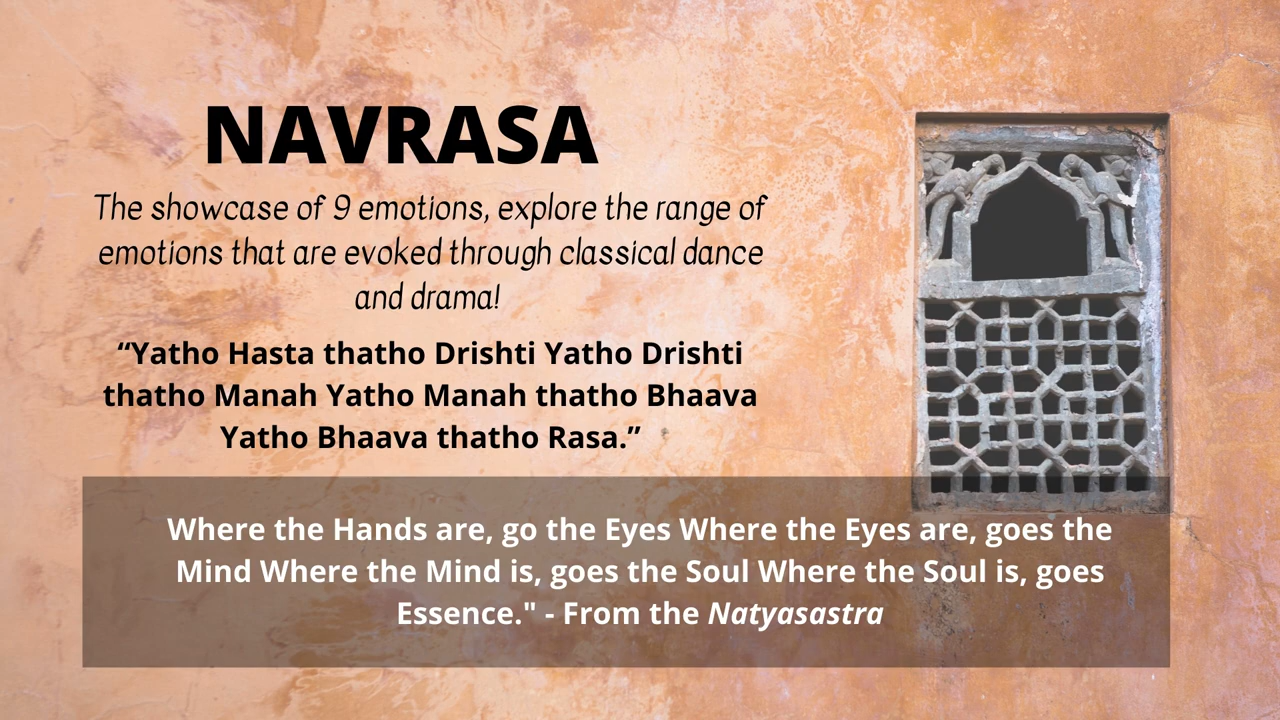 NAVRASA
The showcase of 9 emotions, explore the range of
emotions that are evoked through classical dance
and drama!
“Yatho Hasta thatho Drishti Yatho Drishti
thatho Manah Yatho Manah thatho Bhaava
Yatho Bhaava thatho Rasa.”
Where the Hands are, go the Eyes Where the Eyes are, goes the
Mind Where the Mind is, goes the Soul Where the Soul is, goes
Essence." - From the Natyasastra